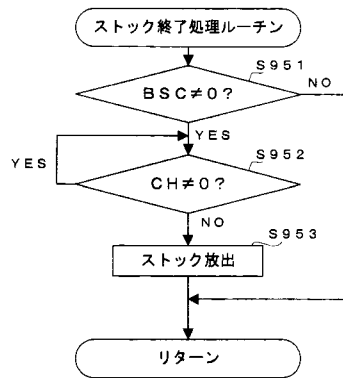 ストック終了処理ルーチン
S951
BSC≠0?
NO
YES
YES
S952
CH≠0?
NO
S953
ストック放出
リターン